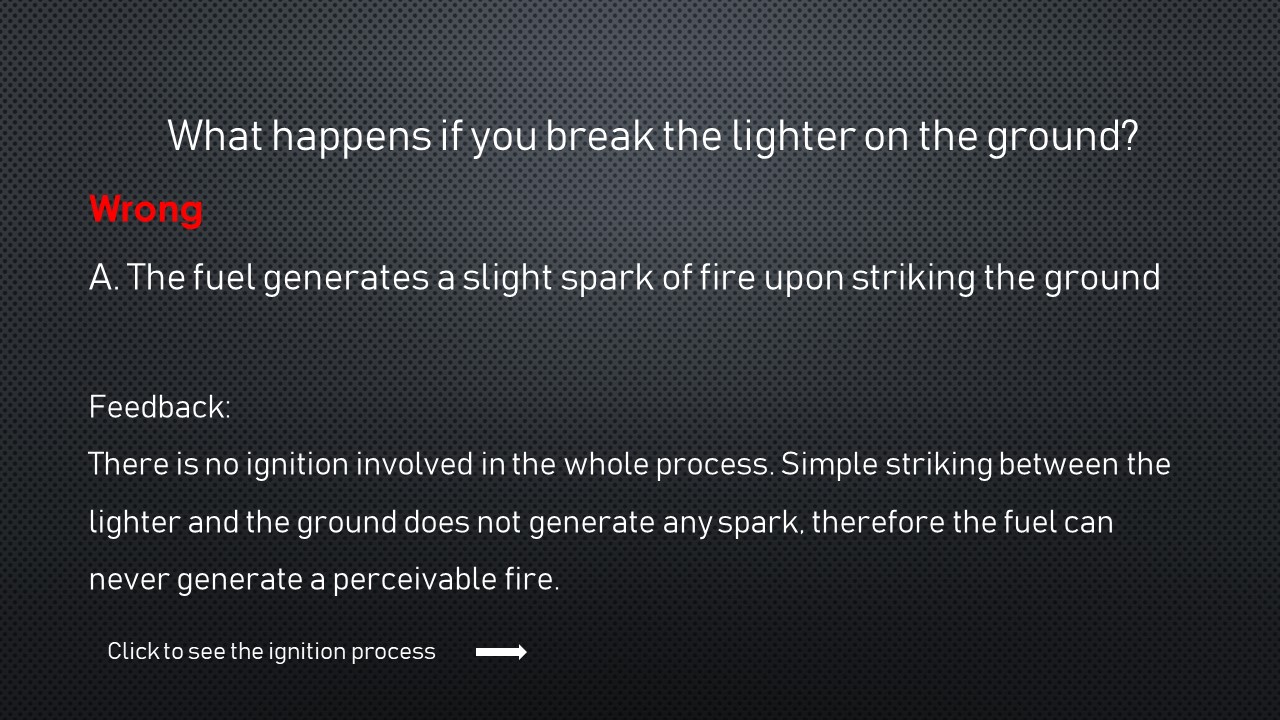 What happens if you break the lighter on the ground?
Wrong
A. The fuel generates a slight spark of fire upon striking the ground
Feedback:
There is no ignition involved in the whole process. Simple striking between the
lighter and the ground does not generate any spark, therefore the fuel can
never generate a perceivable fire.
Click to see the ignition process